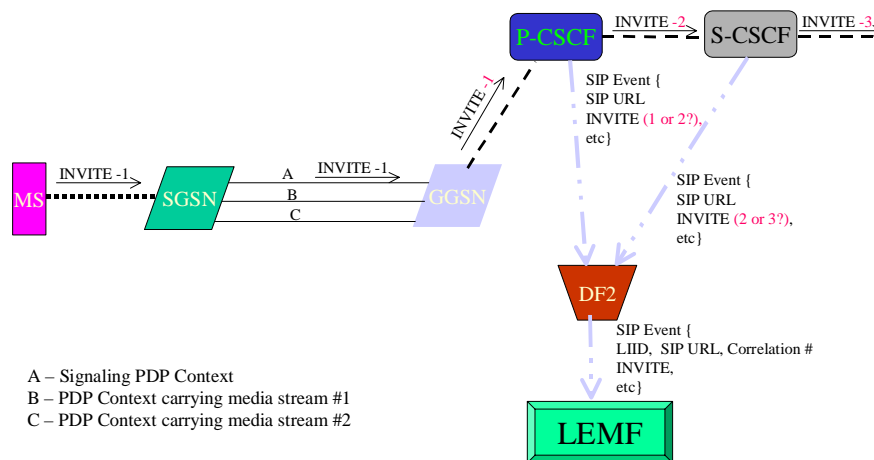 INVITE -2
INVITE -3
P-CSCF
S-CSCF
INVITE -1
SIP Event {
SIP URL
INVITE (1 or 2?),
etc}
INVITE -1
A
INVITE -1
MS
SGSN
B
GGSN
C
SIP Event {
SIP URL
INVITE (2 or 3?),
etc}
DF2
SIP Event {
LIID, SIP URL, Correlation #
INVITE,
etc}
A – Signaling PDP Context
B – PDP Context carrying media stream #1
C – PDP Context carrying media stream #2
LEMF